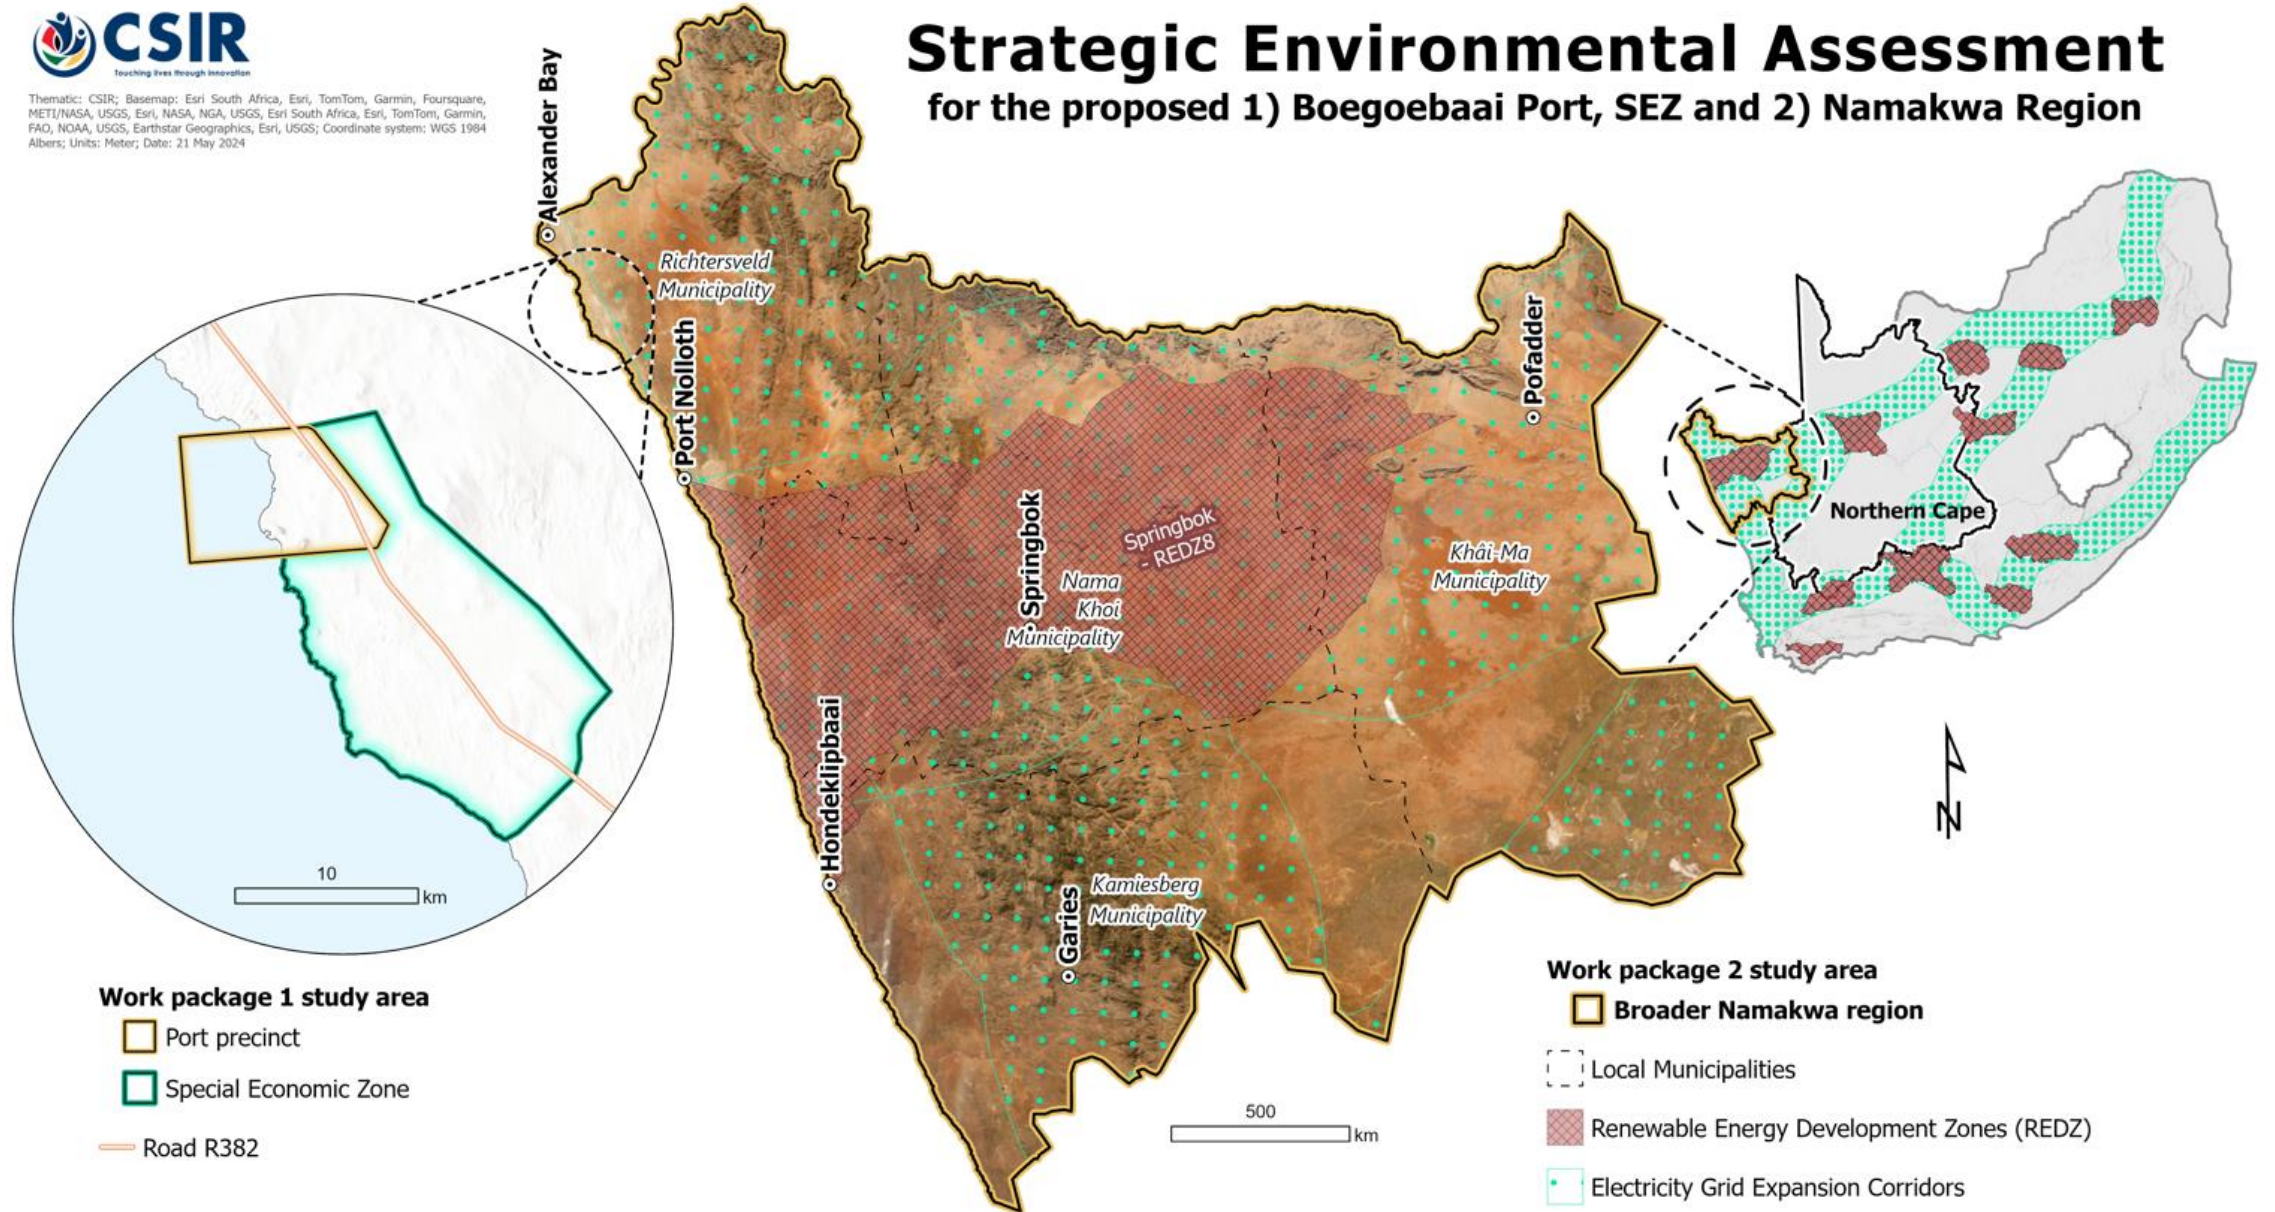 CSIR
Touching lives through innovation
Thematic: CSIR; Basemap: Esri South Africa, Esri, TomTom, Garmin, Foursquare,
METI/NASA, USGS, Esri, NASA, NGA, USGS, Esri South Africa, Esri, TomTom, Garmin,
FAO, NOAA, USGS, Earthstar Geographics, Esri, USGS; Coordinate system: WGS 1984
Albers; Units: Meter; Date: 21 May 2024
Strategic Environmental Assessment
for the proposed 1) Boegoebaai Port, SEZ and 2) Namakwa Region
Alexander Bay
Richtersveld
Municipality
Port Nolloth
Pofadder
Springbok
Springbok
- REDZ8
Nama
Khoi
Municipality
Khâi-Ma
Municipality
Northern Cape
Hondeklipbaai
Garies
Kamiesberg
Municipality
10
km
500
km
N
Work package 1 study area
Port precinct
Special Economic Zone
Road R382
Work package 2 study area
Broader Namakwa region
Local Municipalities
Renewable Energy Development Zones (REDZ)
Electricity Grid Expansion Corridors